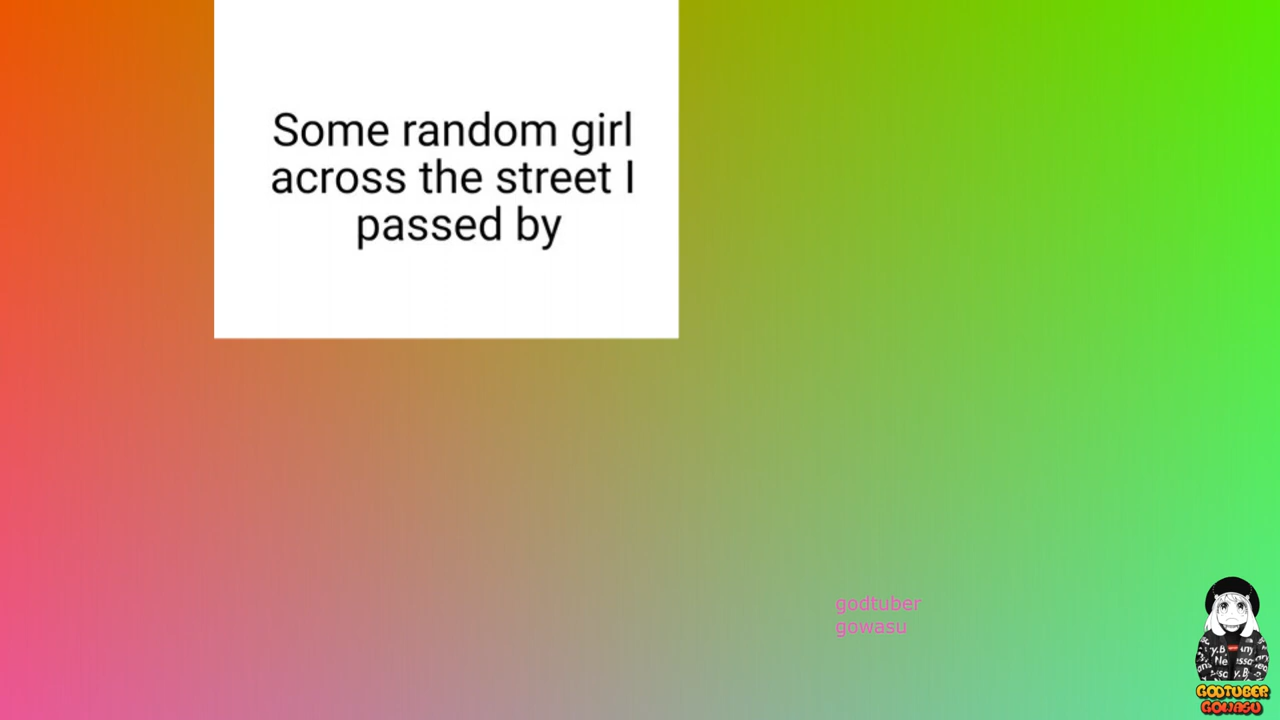 Some random girl
across the street I
passed by
godtuber
gowasu
GODTUBER
GOWASU